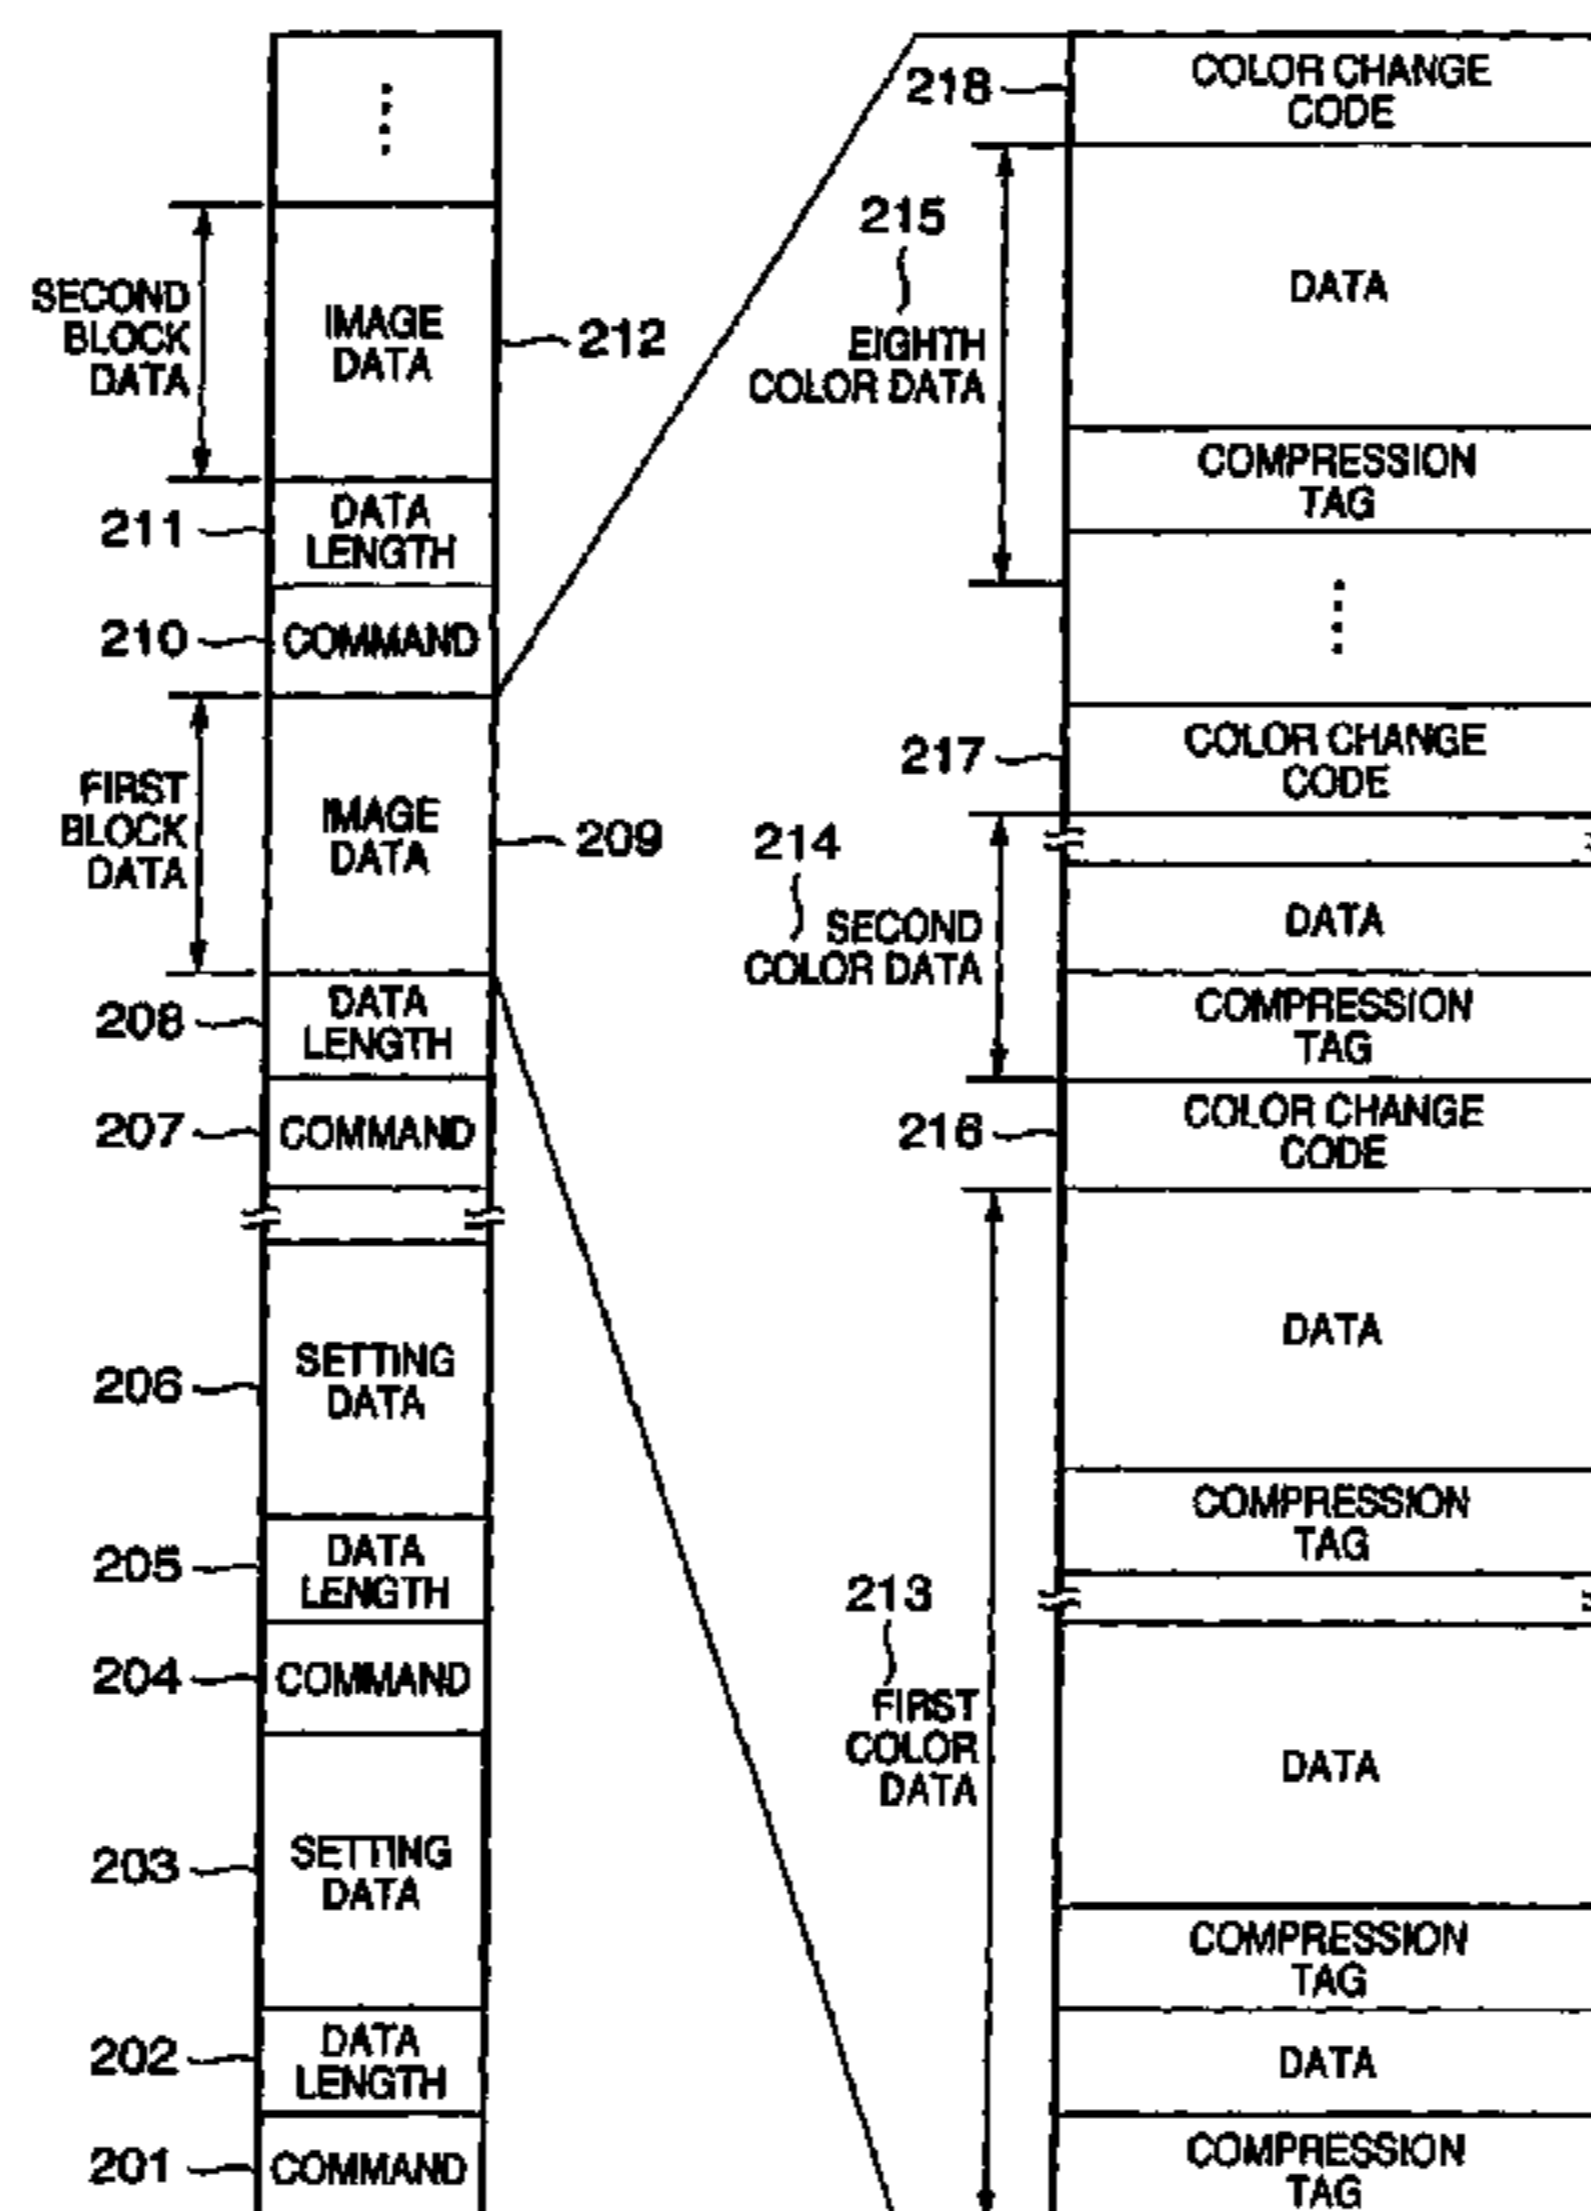 218
COLOR CHANGE
CODE
215
EIGHTH
COLOR DATA
DATA
COMPRESSION
TAG
SECOND
BLOCK
DATA
IMAGE
DATA
212
211
DATA
LENGTH
210
COMMAND
217
COLOR CHANGE
CODE
FIRST
BLOCK
DATA
IMAGE
DATA
209
214
SECOND
COLOR DATA
DATA
COMPRESSION
TAG
208
DATA
LENGTH
207
COMMAND
216
COLOR CHANGE
CODE
DATA
206
SETTING
DATA
COMPRESSION
TAG
205
DATA
LENGTH
213
FIRST
COLOR
DATA
204
COMMAND
DATA
203
SETTING
DATA
COMPRESSION
TAG
202
DATA
LENGTH
DATA
201
COMMAND
COMPRESSION
TAG